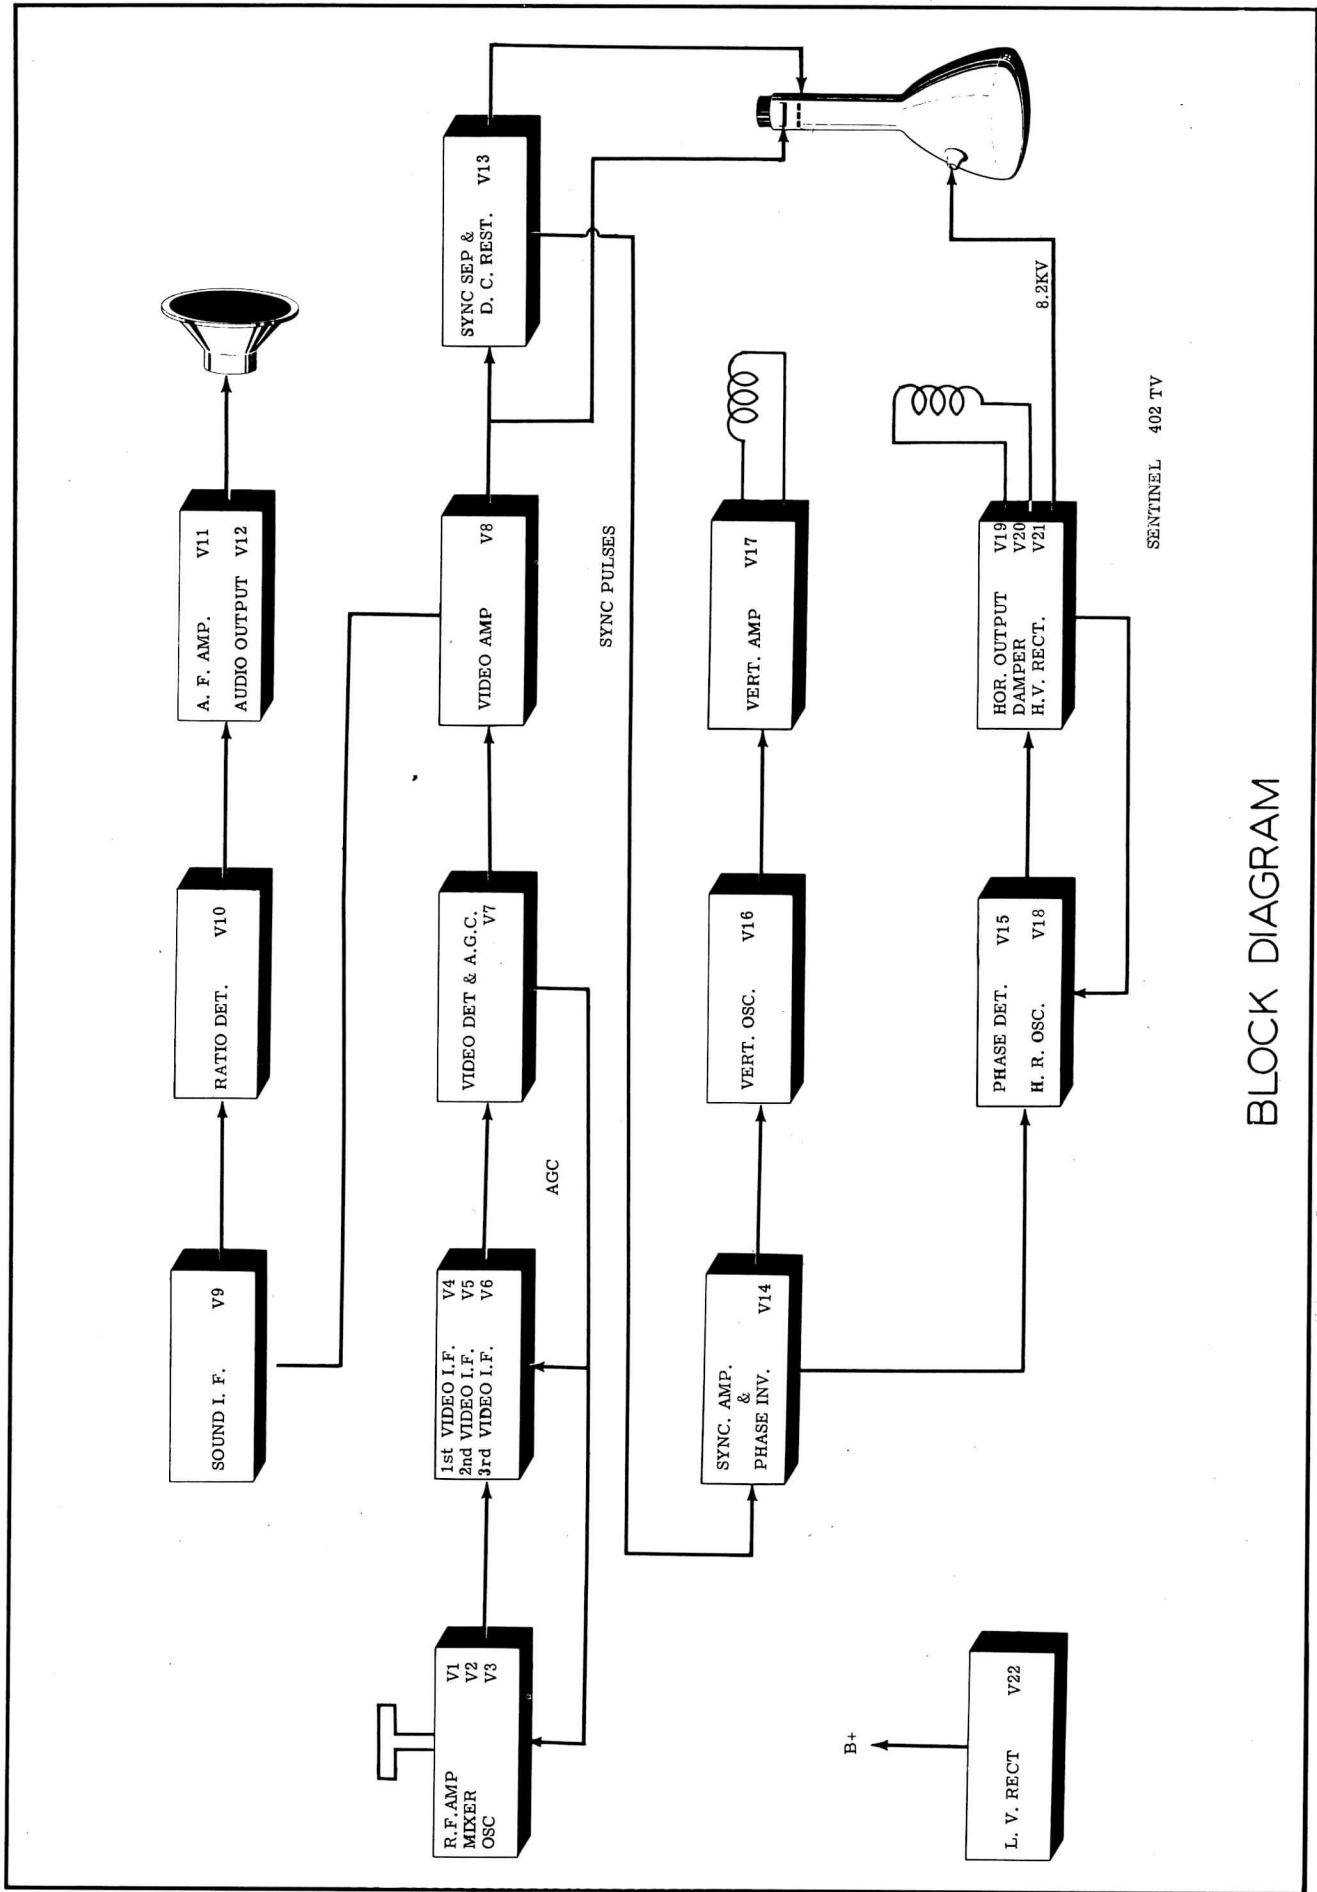 SOUND I. F. V9
RATIO DET. V10
A. F. AMP. V11
AUDIO OUTPUT V12
R.F.AMP V1
MIXER V2
OSC V3
1st VIDEO I.F. V4
2nd VIDEO I.F. V5
3rd VIDEO I.F. V6
VIDEO DET & A.G.C.
V7
VIDEO AMP V8
SYNC SEP &
D. C. REST. V13
AGC
SYNC PULSES
SYNC. AMP.
&
PHASE INV. V14
VERT. OSC. V16
VERT. AMP V17
B+
L. V. RECT V22
PHASE DET. V15
H. R. OSC. V18
HOR. OUTPUT V19
DAMPER V20
H.V. RECT. V21
8.2KV
SENTINEL 402 TV
BLOCK DIAGRAM